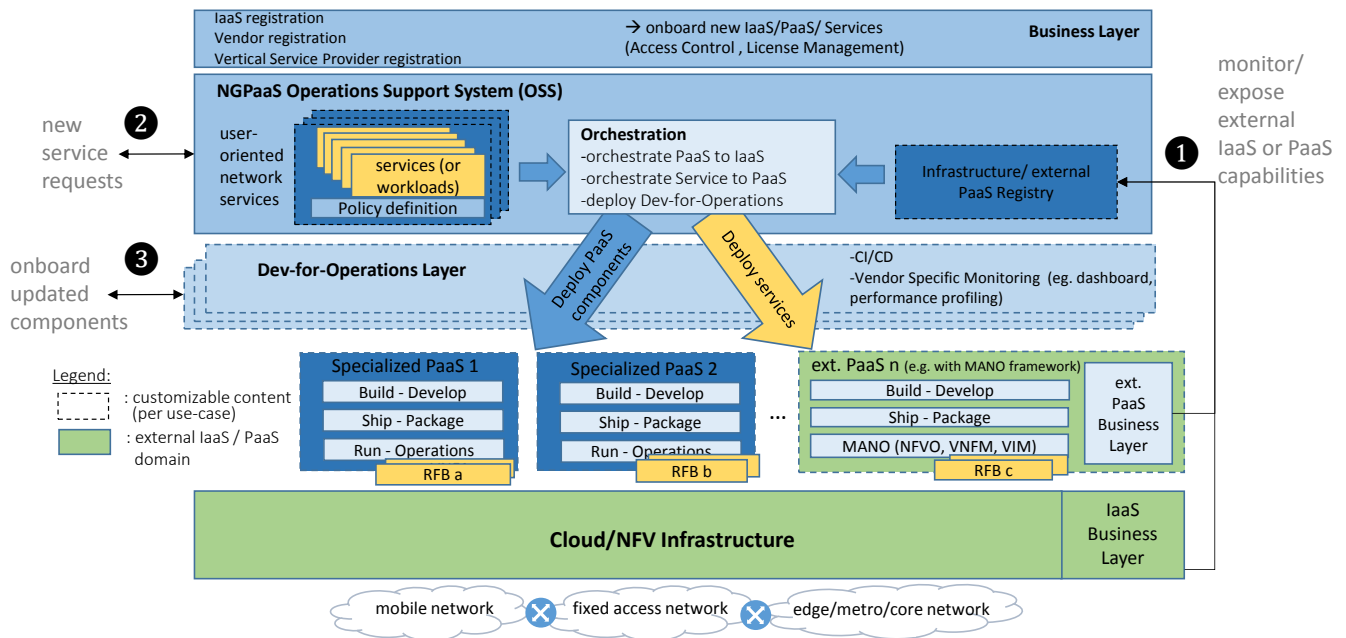 IaaS registration
Vendor registration
Vertical Service Provider registration
→ onboard new IaaS/PaaS/ Services
(Access Control , License Management)
Business Layer
NGPaaS Operations Support System (OSS)
user-
oriented
network
services
services (or
workloads)
Policy definition
Orchestration
-orchestrate PaaS to IaaS
-orchestrate Service to PaaS
-deploy Dev-for-Operations
Infrastructure/ external
PaaS Registry
monitor/
expose
external
IaaS or PaaS
capabilities
1
new
service
requests
2
onboard
updated
components
3
Dev-for-Operations Layer
-CI/CD
-Vendor Specific Monitoring (eg. dashboard,
performance profiling)
Deploy PaaS
components
Deploy services
Legend:
: customizable content
(per use-case)
: external IaaS / PaaS
domain
Specialized PaaS 1
Build - Develop
Ship - Package
Run - Operations
RFB a
Specialized PaaS 2
Build - Develop
Ship - Package
Run - Operations
RFB b
...
ext. PaaS n (e.g. with MANO framework)
Build - Develop
Ship - Package
MANO (NFVO, VNFM, VIM)
RFB c
ext.
PaaS
Business
Layer
Cloud/NFV Infrastructure
IaaS
Business
Layer
mobile network
fixed access network
edge/metro/core network